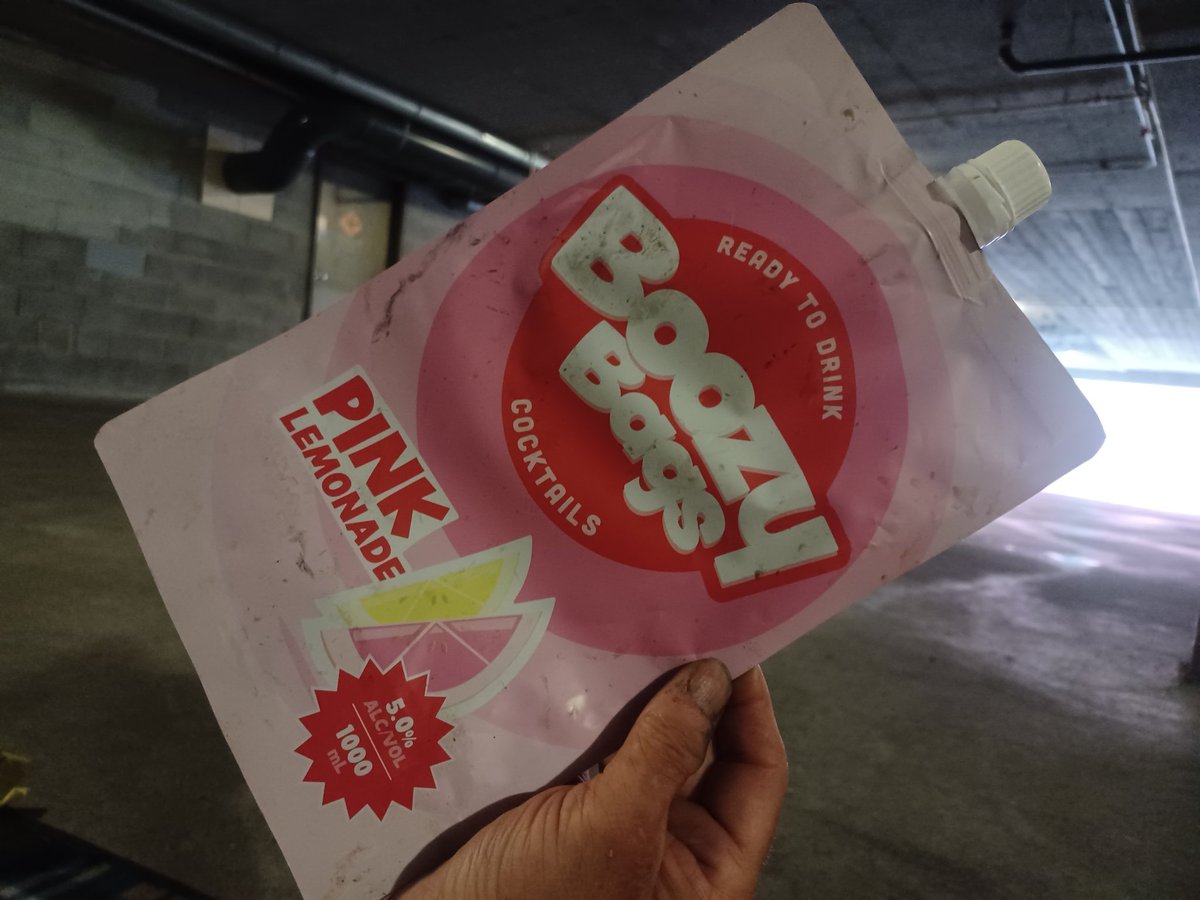 READY TO DRINK
Boozy
Bags
COCKTAILS
PINK
LEMONADE
5.0%
ALC/VOL
1000
mL